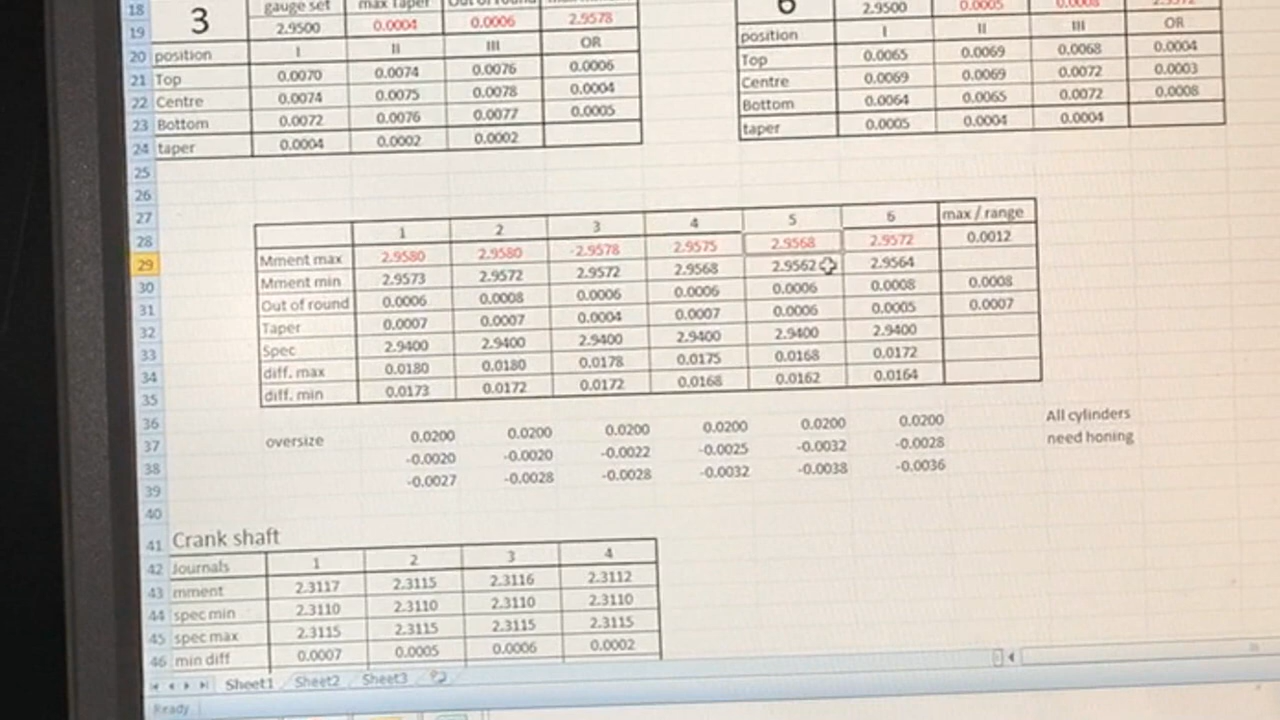 18 gauge set max Taper
19 3 2.9500 0.0004 0.0006 2.9578 6 2.9500 0.0005 0.0008
20 position I II III OR position I II III OR
21 Top 0.0070 0.0074 0.0076 0.0006 Top 0.0065 0.0069 0.0068 0.0004
22 Centre 0.0074 0.0075 0.0078 0.0004 Centre 0.0069 0.0069 0.0072 0.0003
23 Bottom 0.0072 0.0076 0.0077 0.0005 Bottom 0.0064 0.0065 0.0072 0.0008
24 taper 0.0004 0.0002 0.0002 taper 0.0005 0.0004 0.0004
25
26
27 1 2 3 4 5 6 max / range
28 Mment max 2.9580 2.9580 -2.9578 2.9575 2.9568 2.9572 0.0012
29 Mment min 2.9573 2.9572 2.9572 2.9568 2.9562 2.9564
30 Out of round 0.0006 0.0008 0.0006 0.0006 0.0006 0.0008 0.0008
31 Taper 0.0007 0.0007 0.0004 0.0007 0.0006 0.0005 0.0007
32 Spec 2.9400 2.9400 2.9400 2.9400 2.9400 2.9400
33 diff. max 0.0180 0.0180 0.0178 0.0175 0.0168 0.0172
34 diff. min 0.0173 0.0172 0.0172 0.0168 0.0162 0.0164
35
36 oversize 0.0200 0.0200 0.0200 0.0200 0.0200 0.0200 All cylinders
37 -0.0020 -0.0020 -0.0022 -0.0025 -0.0032 -0.0028 need honing
38 -0.0027 -0.0028 -0.0028 -0.0032 -0.0038 -0.0036
39
40
41 Crank shaft
42 Journals 1 2 3 4
43 mment 2.3117 2.3115 2.3116 2.3112
44 spec min 2.3110 2.3110 2.3110 2.3110
45 spec max 2.3115 2.3115 2.3115 2.3115
46 min diff 0.0007 0.0005 0.0006 0.0002
Sheet1 Sheet2 Sheet3
Ready